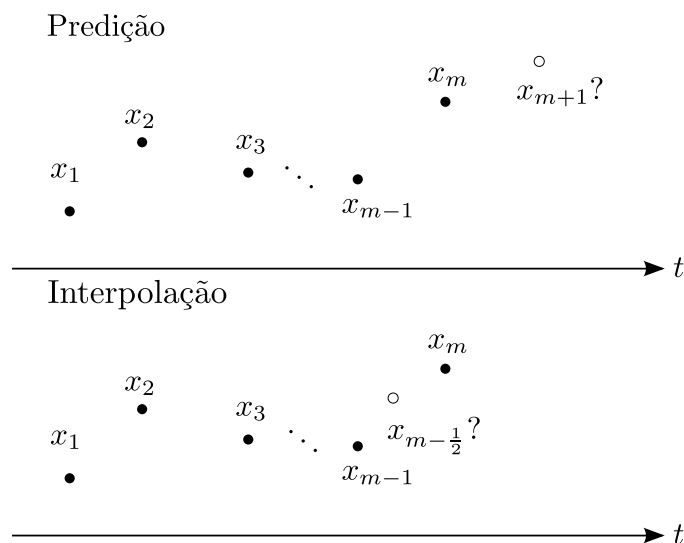 Predição
x_m
x_{m+1}?
x_2
x_3
x_1
x_{m-1}
t
Interpolação
x_m
x_2
x_3
x_{m-\frac{1}{2}}?
x_1
x_{m-1}
t